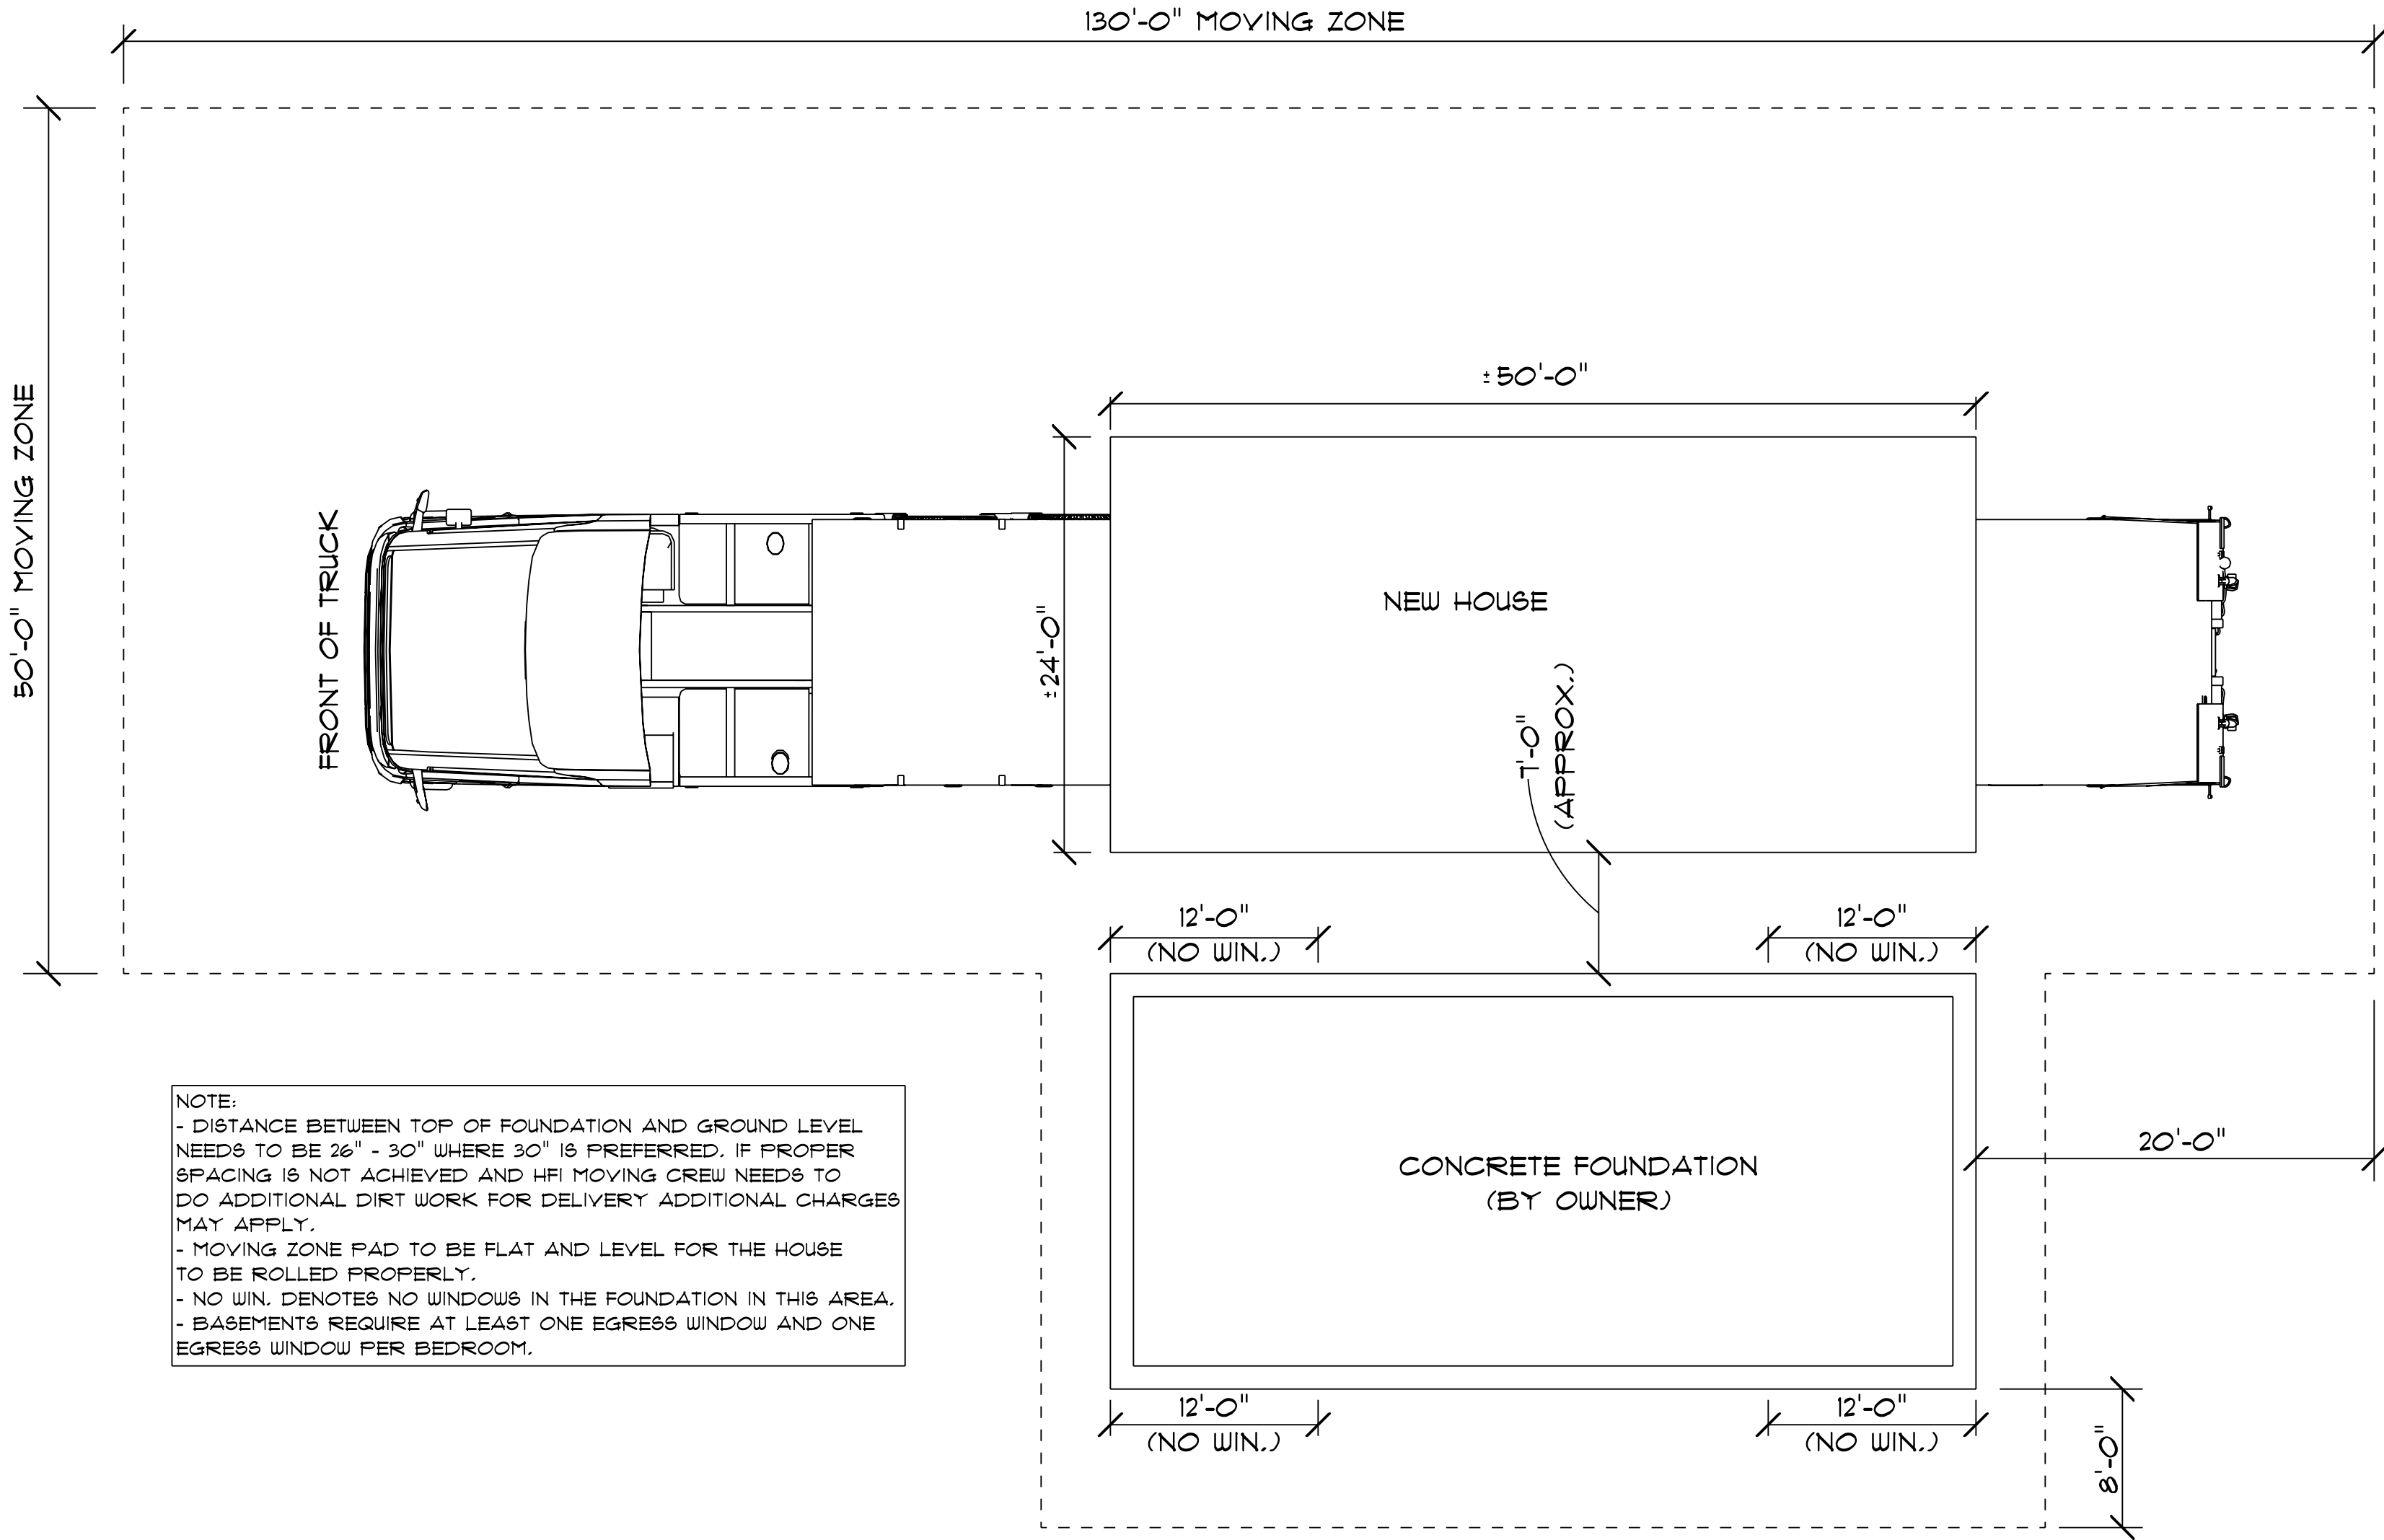 130'-0" MOVING ZONE
50'-0" MOVING ZONE
±50'-0"
FRONT OF TRUCK
±24'-0"
NEW HOUSE
7'-0"
(APPROX.)
12'-0"
(NO WIN.)
12'-0"
(NO WIN.)
NOTE:
- DISTANCE BETWEEN TOP OF FOUNDATION AND GROUND LEVEL
NEEDS TO BE 26" - 30" WHERE 30" IS PREFERRED. IF PROPER
SPACING IS NOT ACHIEVED AND HFI MOVING CREW NEEDS TO
DO ADDITIONAL DIRT WORK FOR DELIVERY ADDITIONAL CHARGES
MAY APPLY.
- MOVING ZONE PAD TO BE FLAT AND LEVEL FOR THE HOUSE
TO BE ROLLED PROPERLY.
- NO WIN. DENOTES NO WINDOWS IN THE FOUNDATION IN THIS AREA.
- BASEMENTS REQUIRE AT LEAST ONE EGRESS WINDOW AND ONE
EGRESS WINDOW PER BEDROOM.
CONCRETE FOUNDATION
(BY OWNER)
20'-0"
12'-0"
(NO WIN.)
12'-0"
(NO WIN.)
8'-0"